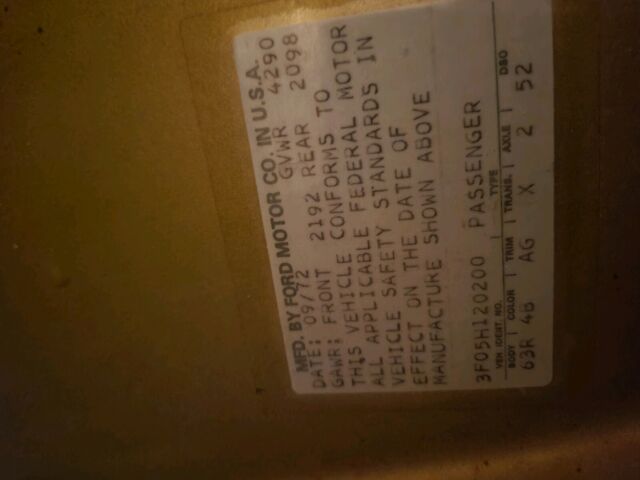 MFD. BY FORD MOTOR CO. IN U.S.A.
DATE: 09/72 GVWR 4290
GAWR: FRONT 2192 REAR 2098
THIS VEHICLE CONFORMS TO
ALL APPLICABLE FEDERAL MOTOR
VEHICLE SAFETY STANDARDS IN
EFFECT ON THE DATE OF
MANUFACTURE SHOWN ABOVE
3F05H120200 PASSENGER
VEH. IDENT. NO. TYPE
BODY COLOR TRIM TRANS. AXLE DSO
63R 4B AG X 2 52